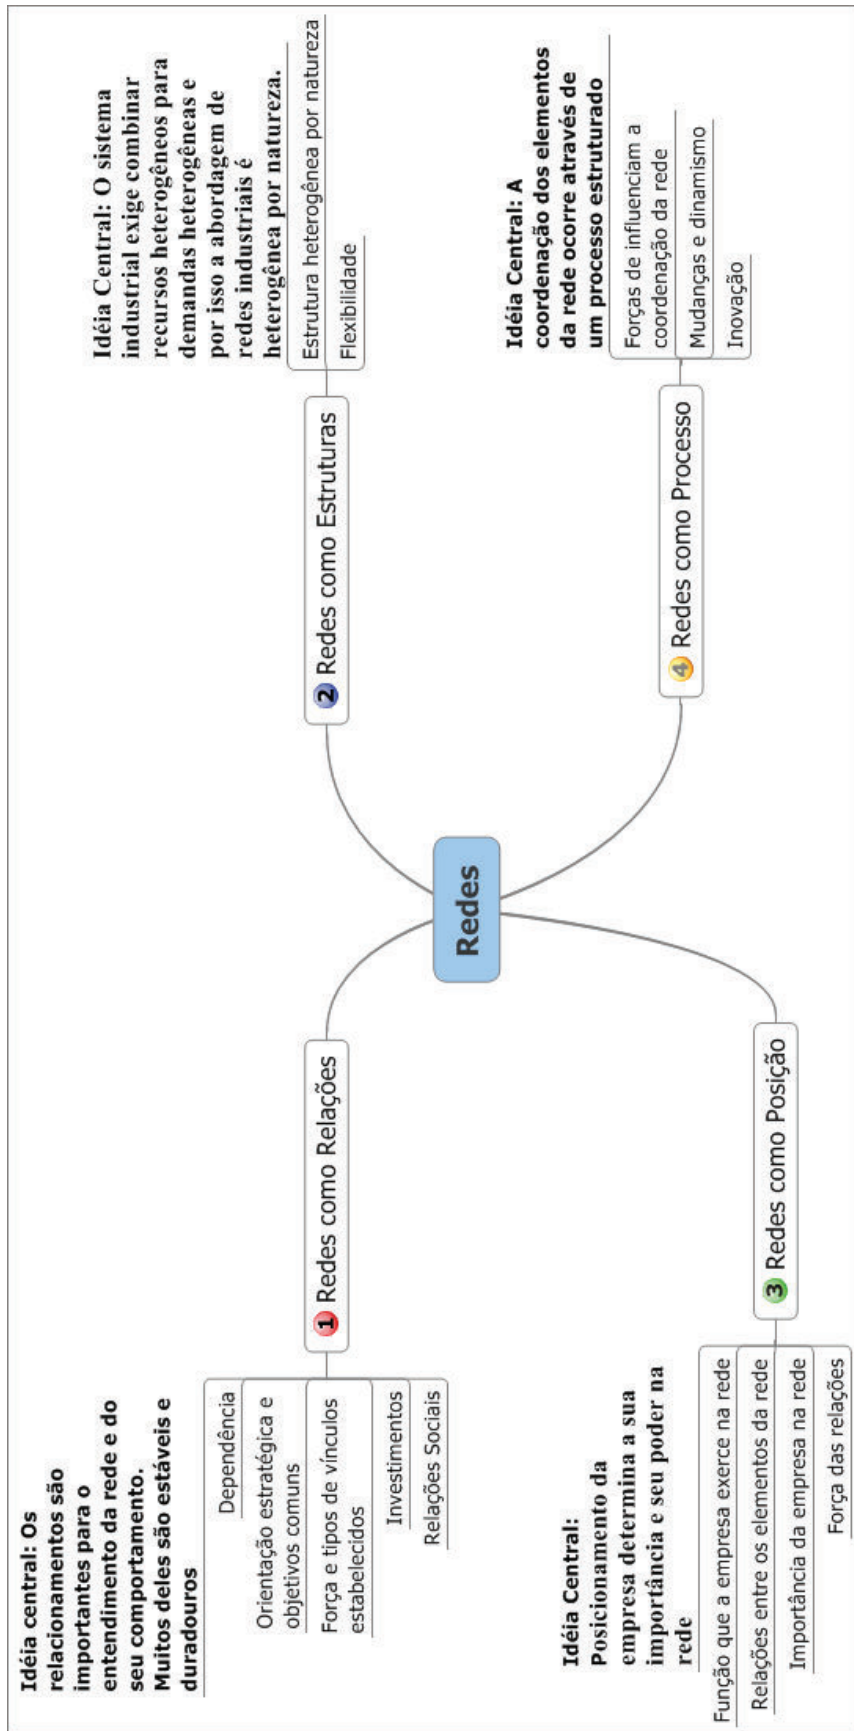 Idéia central: Os
relacionamentos são
importantes para o
entendimento da rede e do
seu comportamento.
Muitos deles são estáveis e
duradouros
Dependência
Orientação estratégica e
objetivos comuns
Força e tipos de vínculos
estabelecidos
Investimentos
Relações Sociais
1 Redes como Relações
Redes
2 Redes como Estruturas
Idéia Central: O sistema
industrial exige combinar
recursos heterogêneos para
demandas heterogêneas e
por isso a abordagem de
redes industriais é
heterogênea por natureza.
Estrutura heterogênea por natureza
Flexibilidade
Idéia Central:
Posicionamento da
empresa determina a sua
importância e seu poder na
rede
Função que a empresa exerce na rede
Relações entre os elementos da rede
Importância da empresa na rede
Força das relações
3 Redes como Posição
4 Redes como Processo
Idéia Central: A
coordenação dos elementos
da rede ocorre através de
um processo estruturado
Forças de influenciam a
coordenação da rede
Mudanças e dinamismo
Inovação